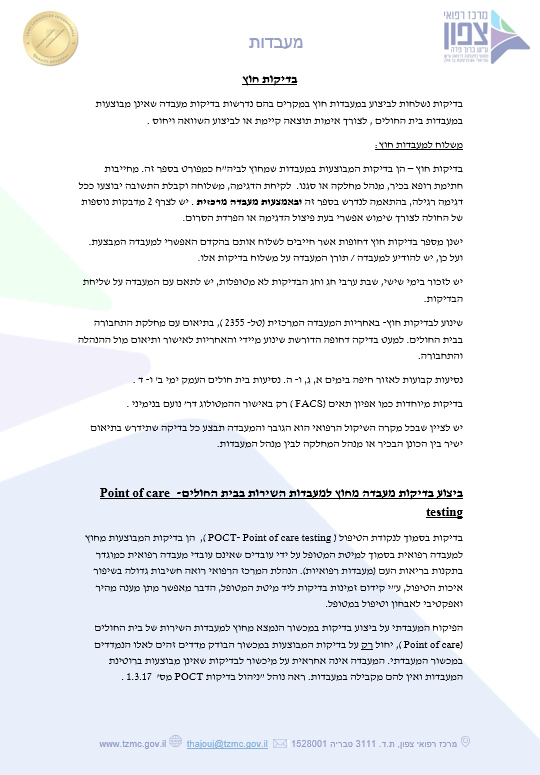 מרכז רפואי
צפון
ע״ש ברוך פדה
מעבדות
בדיקות חוץ
בדיקות נשלחות לביצוע במעבדות חוץ במקרים בהם נדרשות בדיקות מעבדה שאינן מבוצעות
במעבדות בית החולים , לצורך אימות תוצאה קיימת או לביצוע השוואה ויחוס .
משלוח למעבדות חוץ:
בדיקות חוץ – הן בדיקות המבוצעות במעבדות שמחוץ לביה״ח כמפורט בספר זה. מחייבות
חתימת רופא בכיר, מנהל מחלקה או סגנו. לקיחת הדגימה, משלוחה וקבלת התשובה יבוצעו ככל
דגימה רגילה, בהתאמה לנדרש בספר זה ובאמצעות מעבדה מרכזית . יש לצרף 2 מדבקות נוספות
של החולה לצורך שימוש אפשרי בעת פיצול הדגימה או הפרדת הסרום.
ישנן מספר בדיקות חוץ דחופות אשר חייבים לשלוח אותם בהקדם האפשרי למעבדה המבצעת.
ועל כן, יש להודיע למעבדה / תורן המעבדה על משלוח בדיקות אלו.
יש לזכור בימי שישי, שבת ערבי חג וחג הבדיקות לא מטופלות, יש לתאם עם המעבדה על שליחת
הבדיקות.
שינוע לבדיקות חוץ- באחריות המעבדה המרכזית (טל- 2355 ), בתיאום עם מחלקת התחבורה
בבית החולים. למעט בדיקה דחופה הדורשת שינוע מיידי והאחריות לאישור ותיאום מול ההנהלה
והתחבורה.
נסיעות קבועות לאזור חיפה בימים א, ג, ו- ה. נסיעות בית חולים העמק ימי ב׳ ו- ד׳ .
בדיקות מיוחדות כמו אפיון תאים (FACS ) רק באישור ההמטולוג דר׳ נועם בנימיני .
יש לציין שבכל מקרה השיקול הרפואי הוא הגובר והמעבדה תבצע כל בדיקה שתידרש בתיאום
ישיר בין הכונן הבכיר או מנהל המחלקה לבין מנהל המעבדות.
ביצוע בדיקות מעבדה מחוץ למעבדות השירות בבית החולים- Point of care
testing
בדיקות בסמוך לנקודת הטיפול ( POCT- Point of care testing ), הן בדיקות המבוצעות מחוץ
למעבדה רפואית בסמוך למיטת המטופל על ידי עובדים שאינם עובדי מעבדה רפואית כמוגדר
בתקנות בריאות העם (מעבדות רפואיות). הנהלת המרכז הרפואי רואה חשיבות גדולה בשיפור
איכות הטיפול, ע״י קידום זמינות בדיקות ליד מיטת המטופל, הדבר מאפשר מתן מענה מהיר
ואפקטיבי לאבחון וטיפול במטופל.
הפיקוח המעבדתי על ביצוע בדיקות במכשור הנמצא מחוץ למעבדות השירות של בית החולים
(Point of care ), יחול רק על בדיקות המבוצעות במכשור הבודק מדדים זהים לאלו הנמדדים
במכשור המעבדתי. המעבדה אינה אחראית על מיכשור לבדיקות שאינן מבוצעות ברוטינת
המעבדות ואין להם מקבילה במעבדות. ראה נוהל ״ניהול בדיקות POCT מס׳ 1.3.17 .
מרכז רפואי צפון, ת.ד. 3111 טבריה 1528001 thajouj@tzmc.gov.il www.tzmc.gov.il